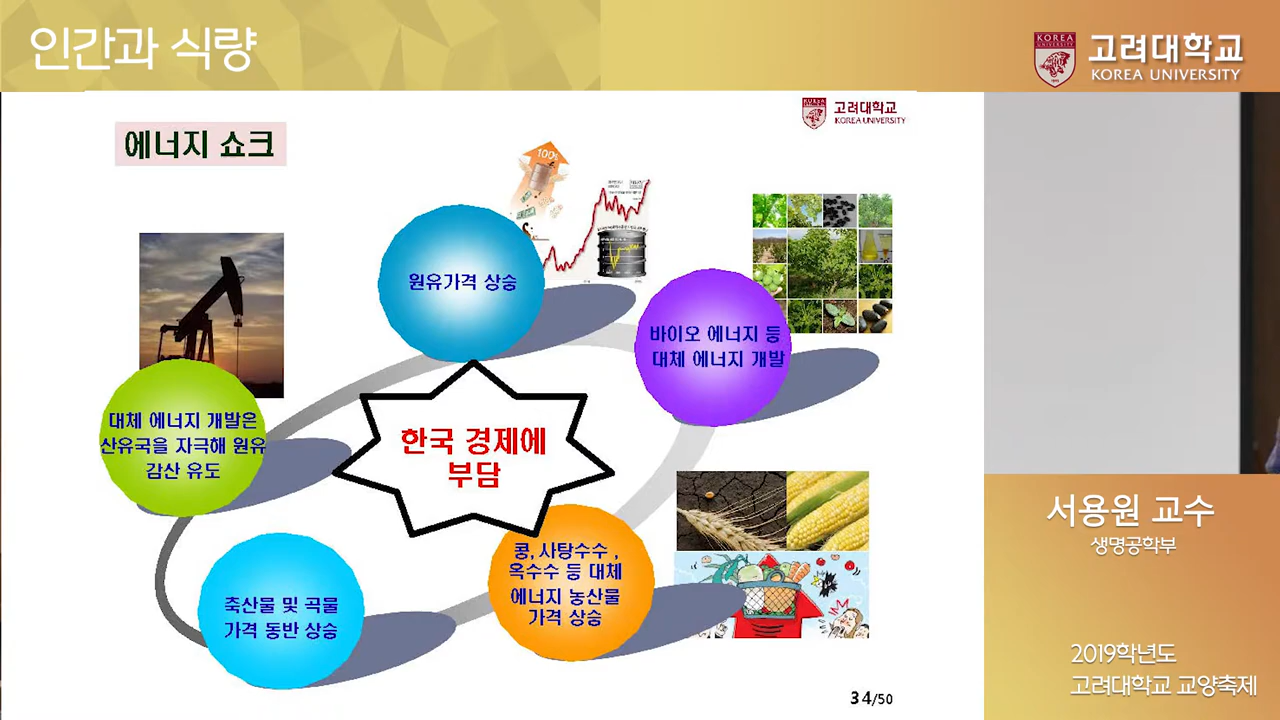 인간과 식량
KOREA
UNIVERSITY
고려대학교
KOREA UNIVERSITY
KOREA
UNIVERSITY
고려대학교
KOREA UNIVERSITY
에너지 쇼크
100%
원유가격 상승
바이오 에너지 등
대체 에너지 개발
대체 에너지 개발은
산유국을 자극해 원유
감산 유도
한국 경제에
부담
콩, 사탕수수 ,
옥수수 등 대체
에너지 농산물
가격 상승
축산물 및 곡물
가격 동반 상승
34/50
서용원 교수
생명공학부
2019학년도
고려대학교 교양축제